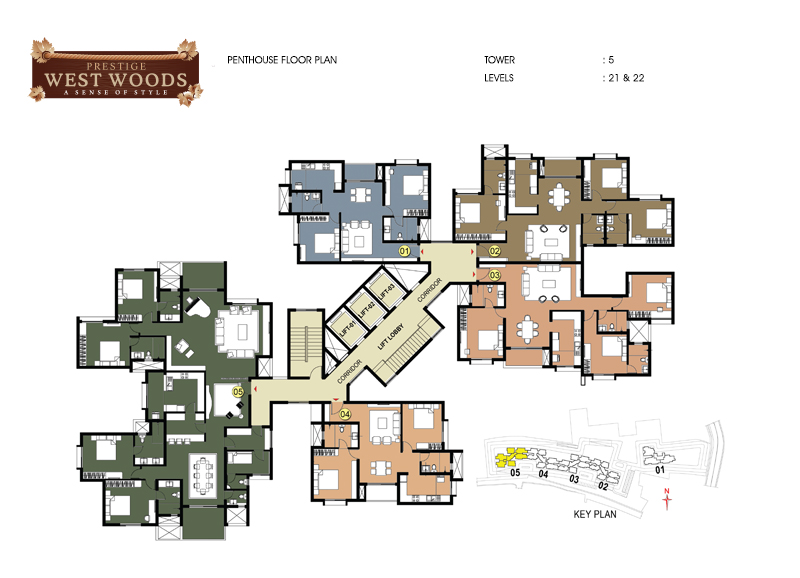 PRESTIGE
WEST WOODS
A SENSE OF STYLE
PENTHOUSE FLOOR PLAN
TOWER : 5
LEVELS : 21 & 22
01
02
03
LIFT-01
LIFT-02
LIFT-03
LIFT LOBBY
CORRIDOR
CORRIDOR
05
04
05
04
03
02
01
N
KEY PLAN